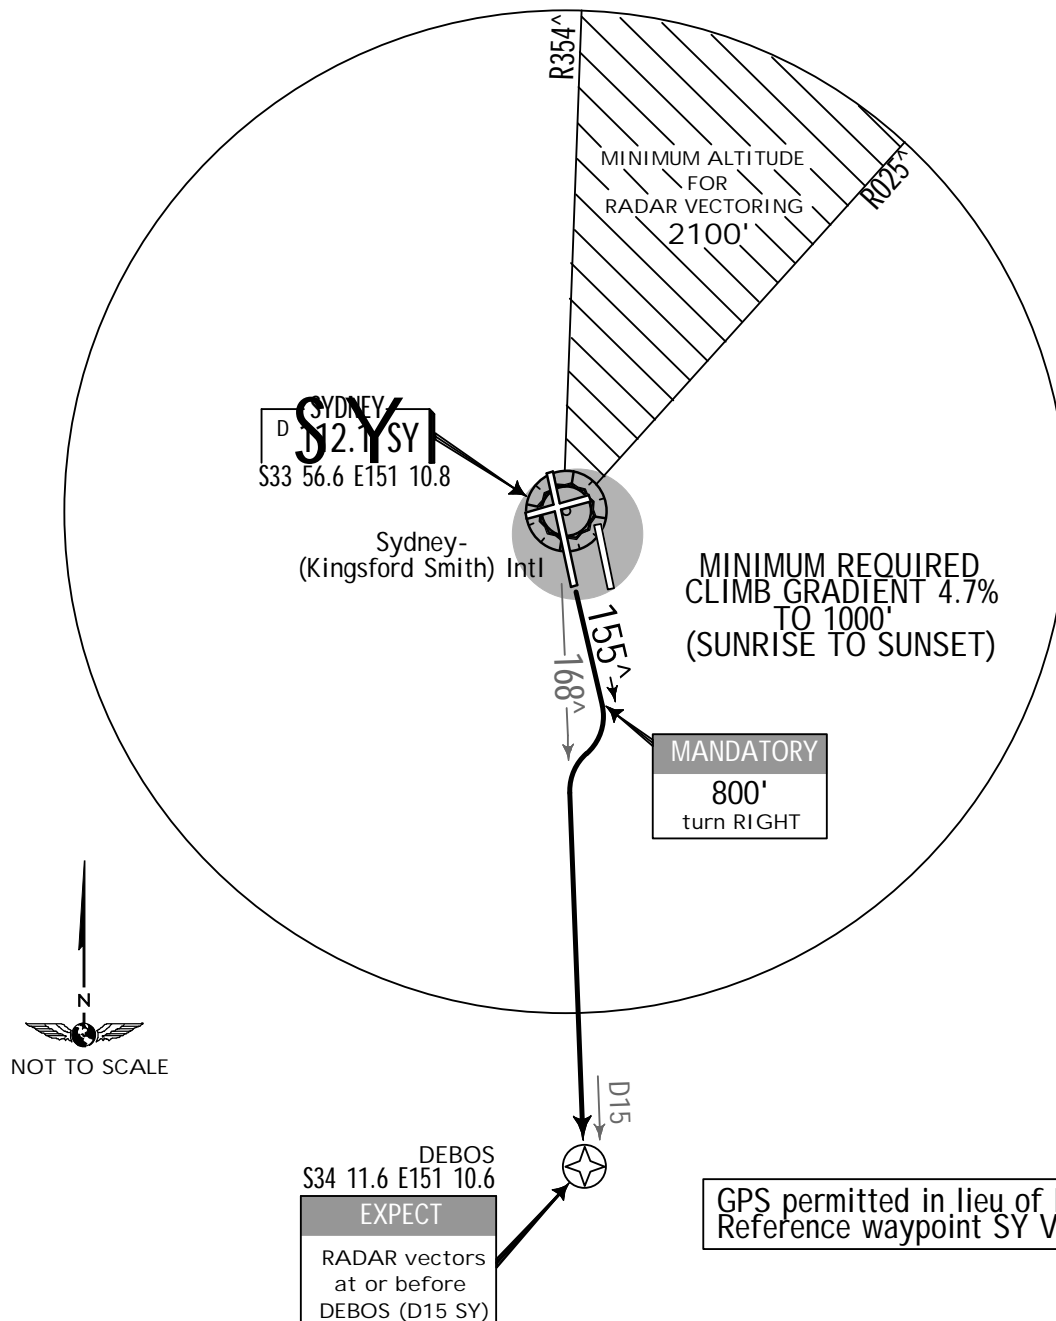 R354^
MINIMUM ALTITUDE
FOR
RADAR VECTORING
2100'
R025^
SYDNEY
D 112.1 SY
S Y
S33 56.6 E151 10.8
Sydney-
(Kingsford Smith) Intl
MINIMUM REQUIRED
CLIMB GRADIENT 4.7%
TO 1000'
(SUNRISE TO SUNSET)
155^
168^
MANDATORY
800'
turn RIGHT
N
NOT TO SCALE
D15
DEBOS
S34 11.6 E151 10.6
EXPECT
RADAR vectors
at or before
DEBOS (D15 SY)
GPS permitted in lieu of
Reference waypoint SY